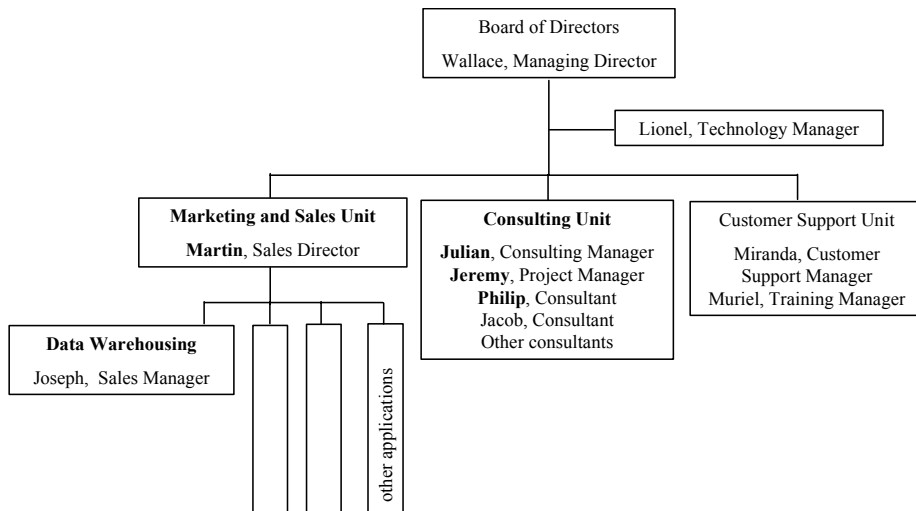 Board of Directors
Wallace, Managing Director
Lionel, Technology Manager
Marketing and Sales Unit
Martin, Sales Director
Consulting Unit
Julian, Consulting Manager
Jeremy, Project Manager
Philip, Consultant
Jacob, Consultant
Other consultants
Customer Support Unit
Miranda, Customer
Support Manager
Muriel, Training Manager
Data Warehousing
Joseph, Sales Manager
other applications